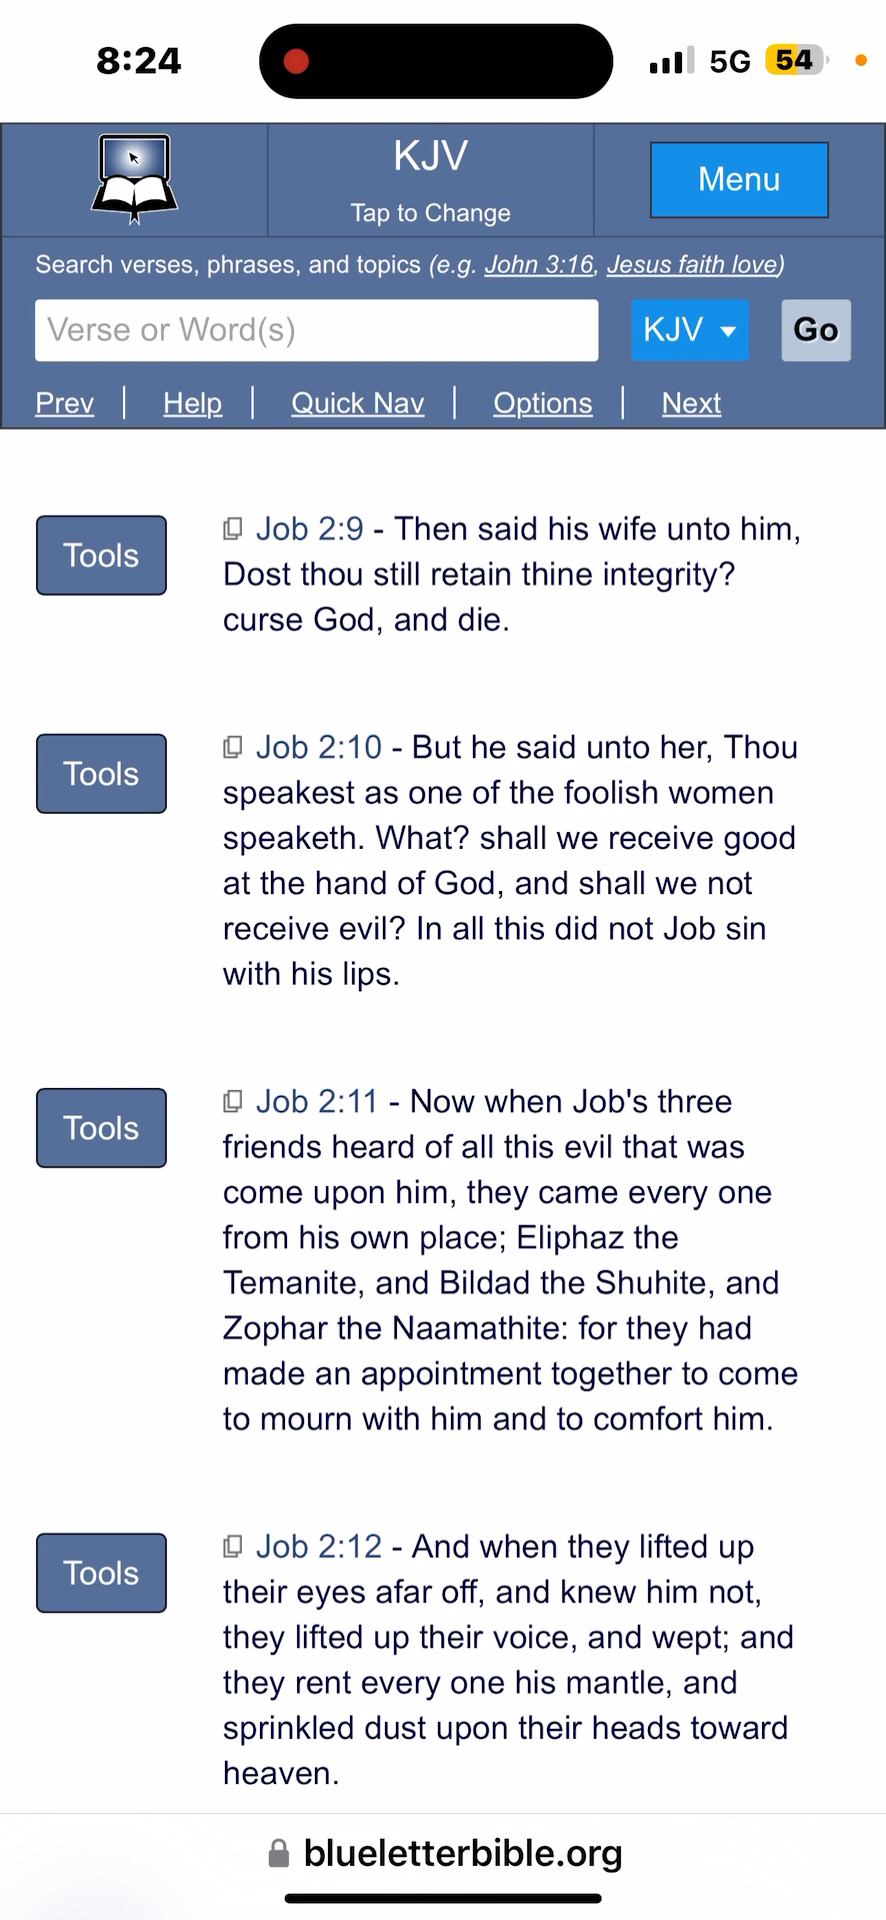 8:24
5G
54
KJV
Tap to Change
Menu
Search verses, phrases, and topics (e.g. John 3:16, Jesus faith love)
Verse or Word(s)
KJV
Go
Prev | Help | Quick Nav | Options | Next
Tools
Job 2:9 - Then said his wife unto him,
Dost thou still retain thine integrity?
curse God, and die.
Tools
Job 2:10 - But he said unto her, Thou
speakest as one of the foolish women
speaketh. What? shall we receive good
at the hand of God, and shall we not
receive evil? In all this did not Job sin
with his lips.
Tools
Job 2:11 - Now when Job's three
friends heard of all this evil that was
come upon him, they came every one
from his own place; Eliphaz the
Temanite, and Bildad the Shuhite, and
Zophar the Naamathite: for they had
made an appointment together to come
to mourn with him and to comfort him.
Tools
Job 2:12 - And when they lifted up
their eyes afar off, and knew him not,
they lifted up their voice, and wept; and
they rent every one his mantle, and
sprinkled dust upon their heads toward
heaven.
blueletterbible.org